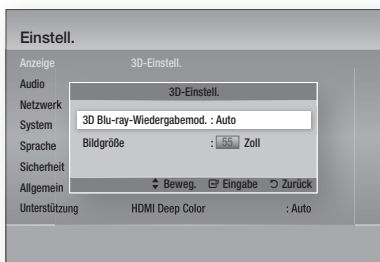 Einstell.
Anzeige 3D-Einstell.
Audio
3D-Einstell.
Netzwerk
3D Blu-ray-Wiedergabemod. : Auto
System
Bildgröße : 55 Zoll
Sprache
Sicherheit
Allgemein
Beweg. Eingabe Zurück
Unterstützung HDMI Deep Color : Auto